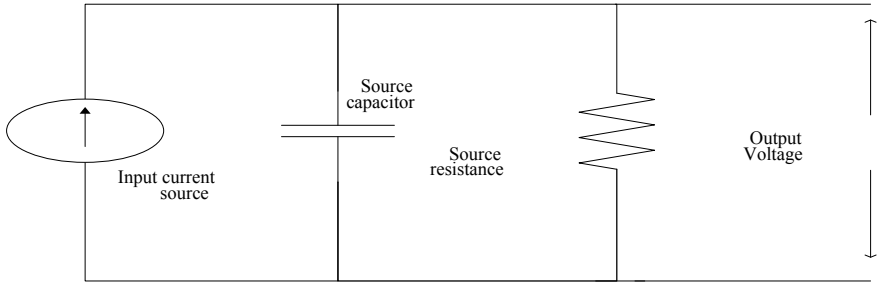 Source
capacitor
Input current
source
Source
resistance
Output
Voltage